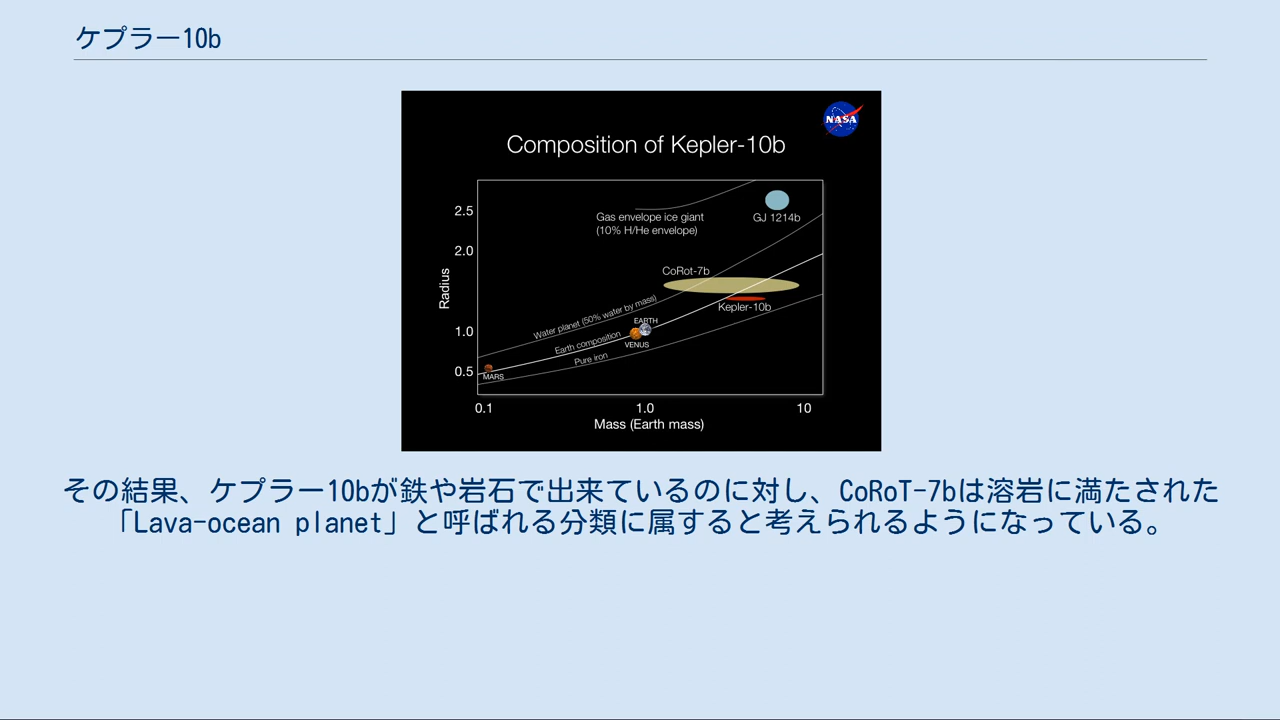 ケプラー10b
NASA
Composition of Kepler-10b
2.5
2.0
1.0
0.5
Radius
Gas envelope ice giant
(10% H/He envelope)
GJ 1214b
CoRot-7b
Kepler-10b
Water planet (50% water by mass)
EARTH
Earth composition
VENUS
Pure iron
MARS
0.1
1.0
10
Mass (Earth mass)
その結果、ケプラー10bが鉄や岩石で出来ているのに対し、CoRoT-7bは溶岩に満たされた
「Lava-ocean planet」と呼ばれる分類に属すると考えられるようになっている。